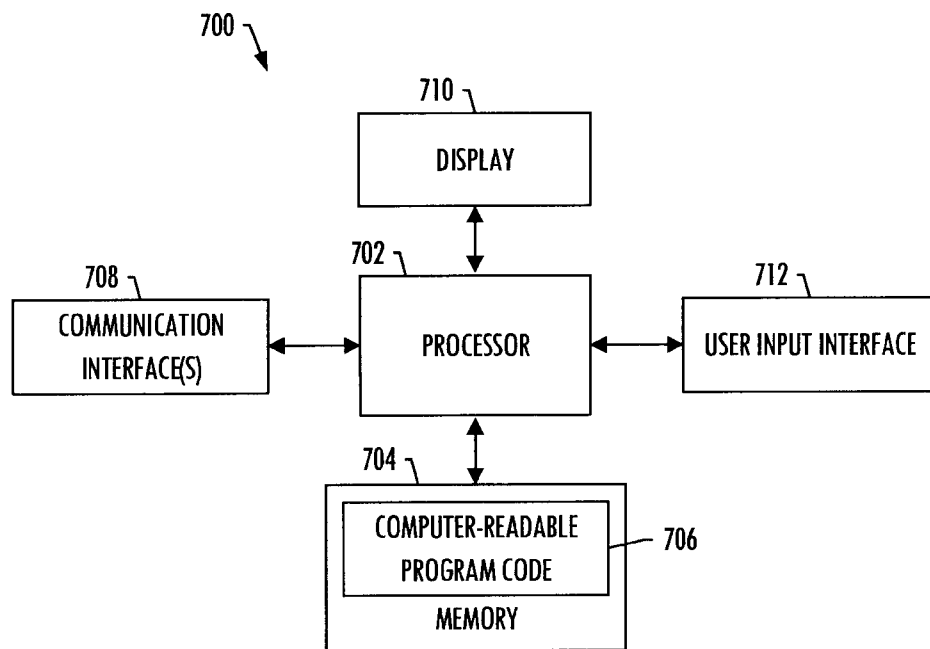 700
710
DISPLAY
702
708
712
COMMUNICATION
INTERFACE(S)
PROCESSOR
USER INPUT INTERFACE
704
COMPUTER-READABLE
PROGRAM CODE
706
MEMORY